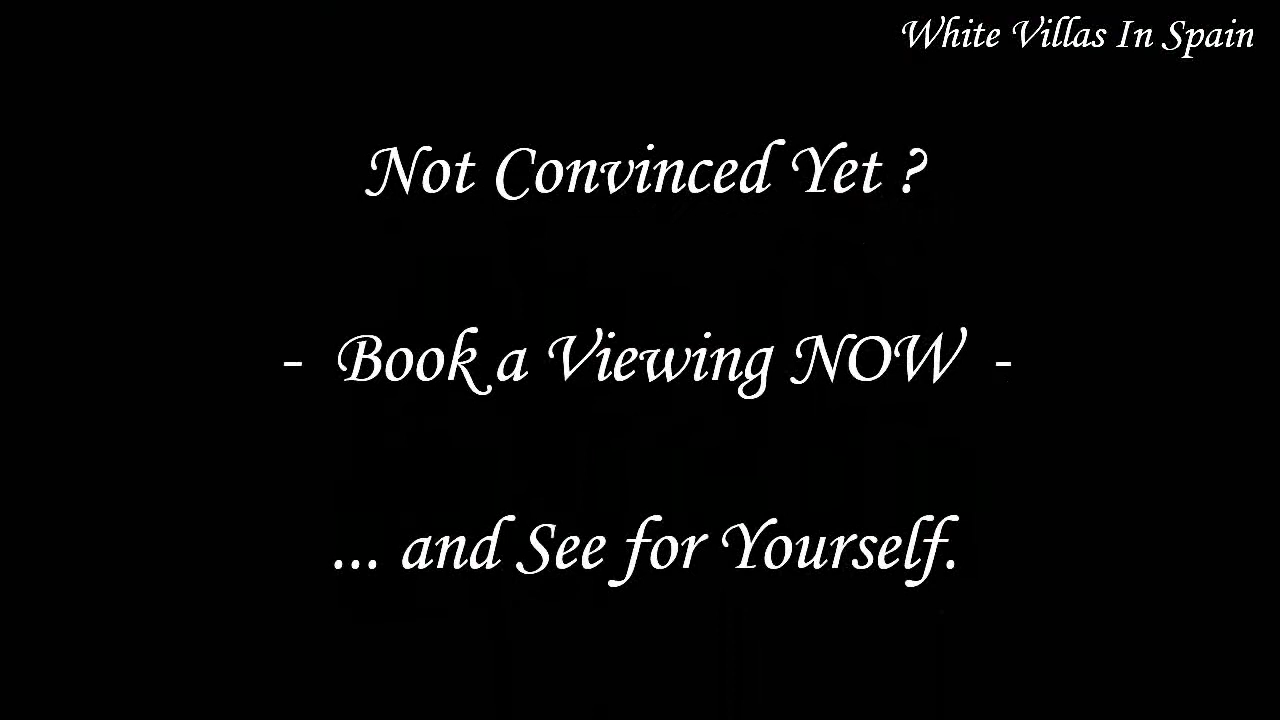 White Villas In Spain
Not Convinced Yet ?
- Book a Viewing NOW -
... and See for Yourself.